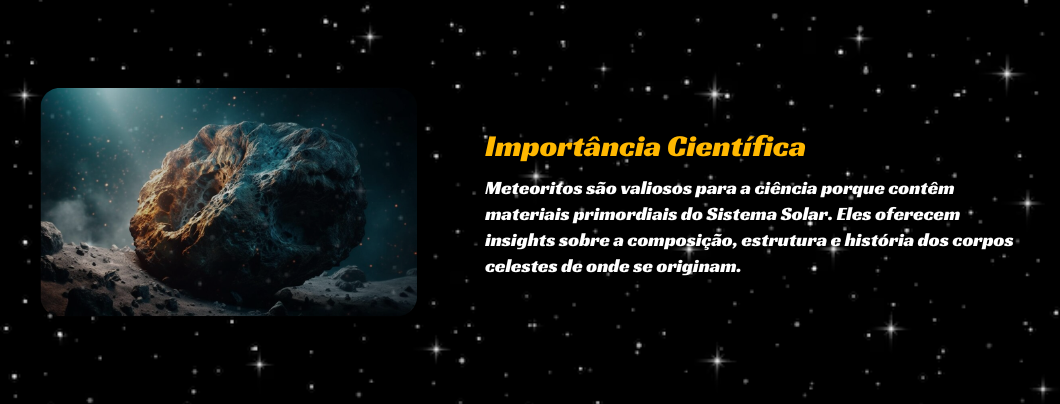 Importância Científica
Meteoritos são valiosos para a ciência porque contêm
materiais primordiais do Sistema Solar. Eles oferecem
insights sobre a composição, estrutura e história dos corpos
celestes de onde se originam.